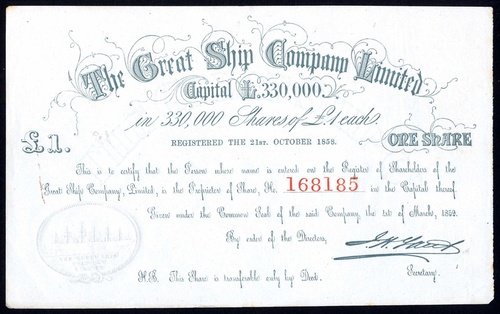 The Great Ship Company Limited
Capital £.330,000.
in 330,000 Shares of £.1 each
REGISTERED THE 21ST. OCTOBER 1858.
£1. ONE SHARE
This is to certify that the Person whose name is entered on the Register of Shareholders of the
Great Ship Company, Limited, is the Proprietor of Share, No. 168185 in the Capital thereof.
Given under the Common Seal of the said Company, the 1st of March, 1859.
By order of the Directors,
Secretary.
N.B. This Share is transferable only by Deed.